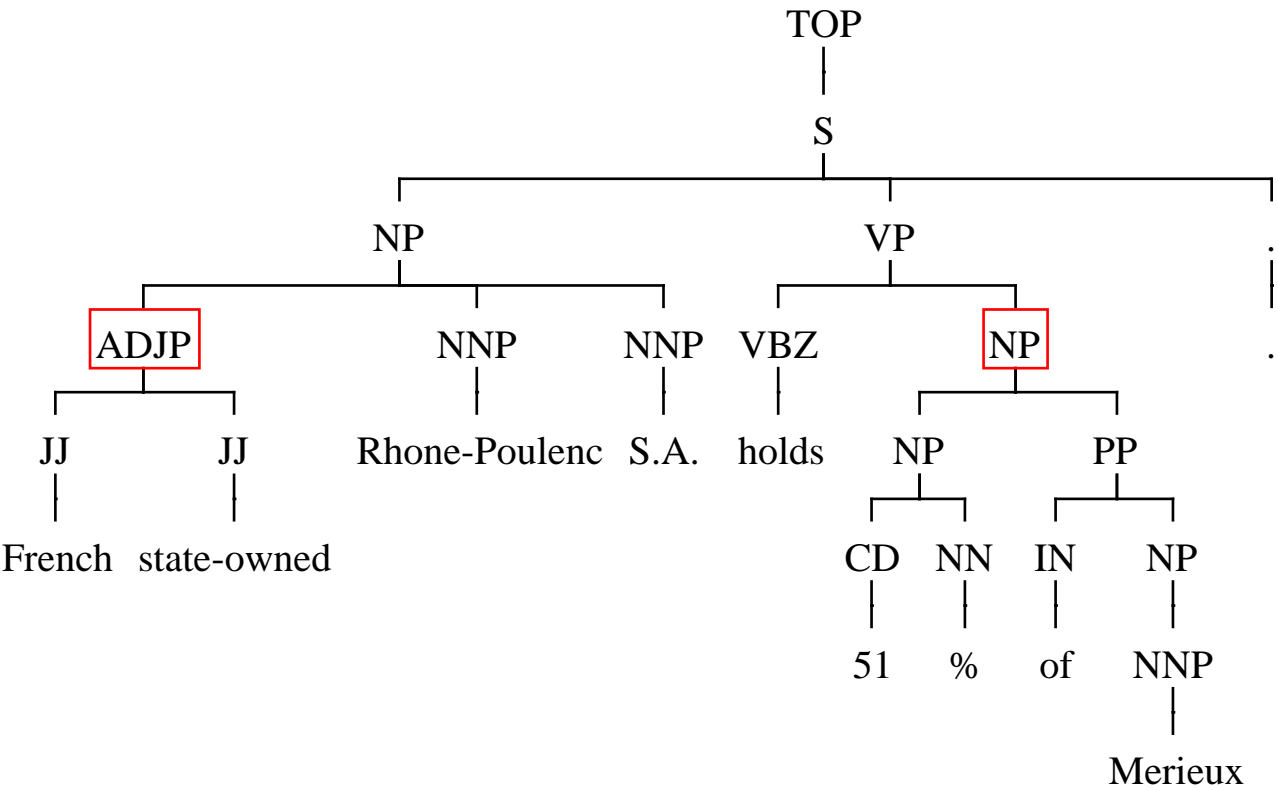 TOP
S
NP VP .
ADJP NNP NNP VBZ NP .
JJ JJ Rhone-Poulenc S.A. holds NP PP
French state-owned CD NN IN NP
51 % of NNP
Merieux